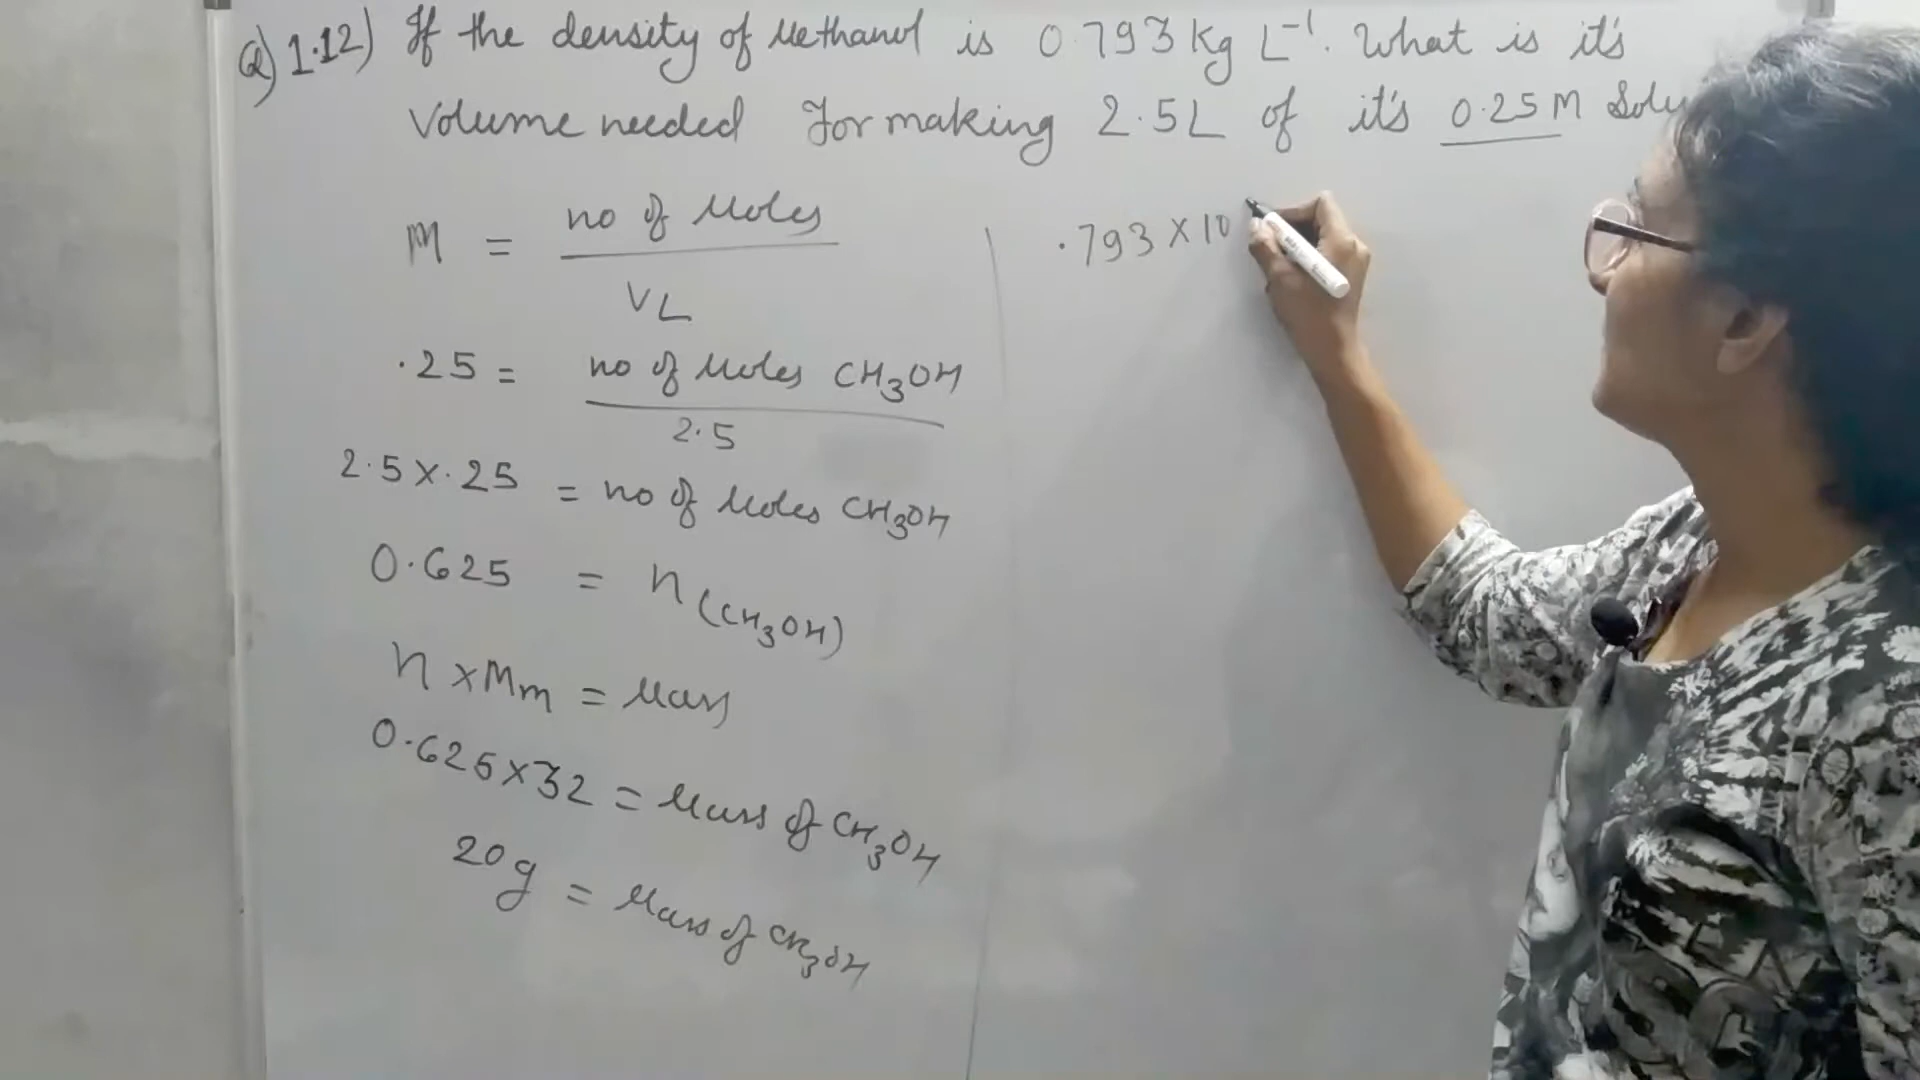 Q) 1.12) If the density of Methanol is 0.793 kg L⁻¹. What is it's
Volume needed For making 2.5L of it's 0.25 M Solu
M = no of Moles
V L
.25 = no of Moles CH₃OH
2.5
2.5 x .25 = no of Moles CH₃OH
0.625 = n (CH₃OH)
n x Mm = Mass
0.625 x 32 = Mass of CH₃OH
20 g = Mass of CH₃OH
.793 x 10